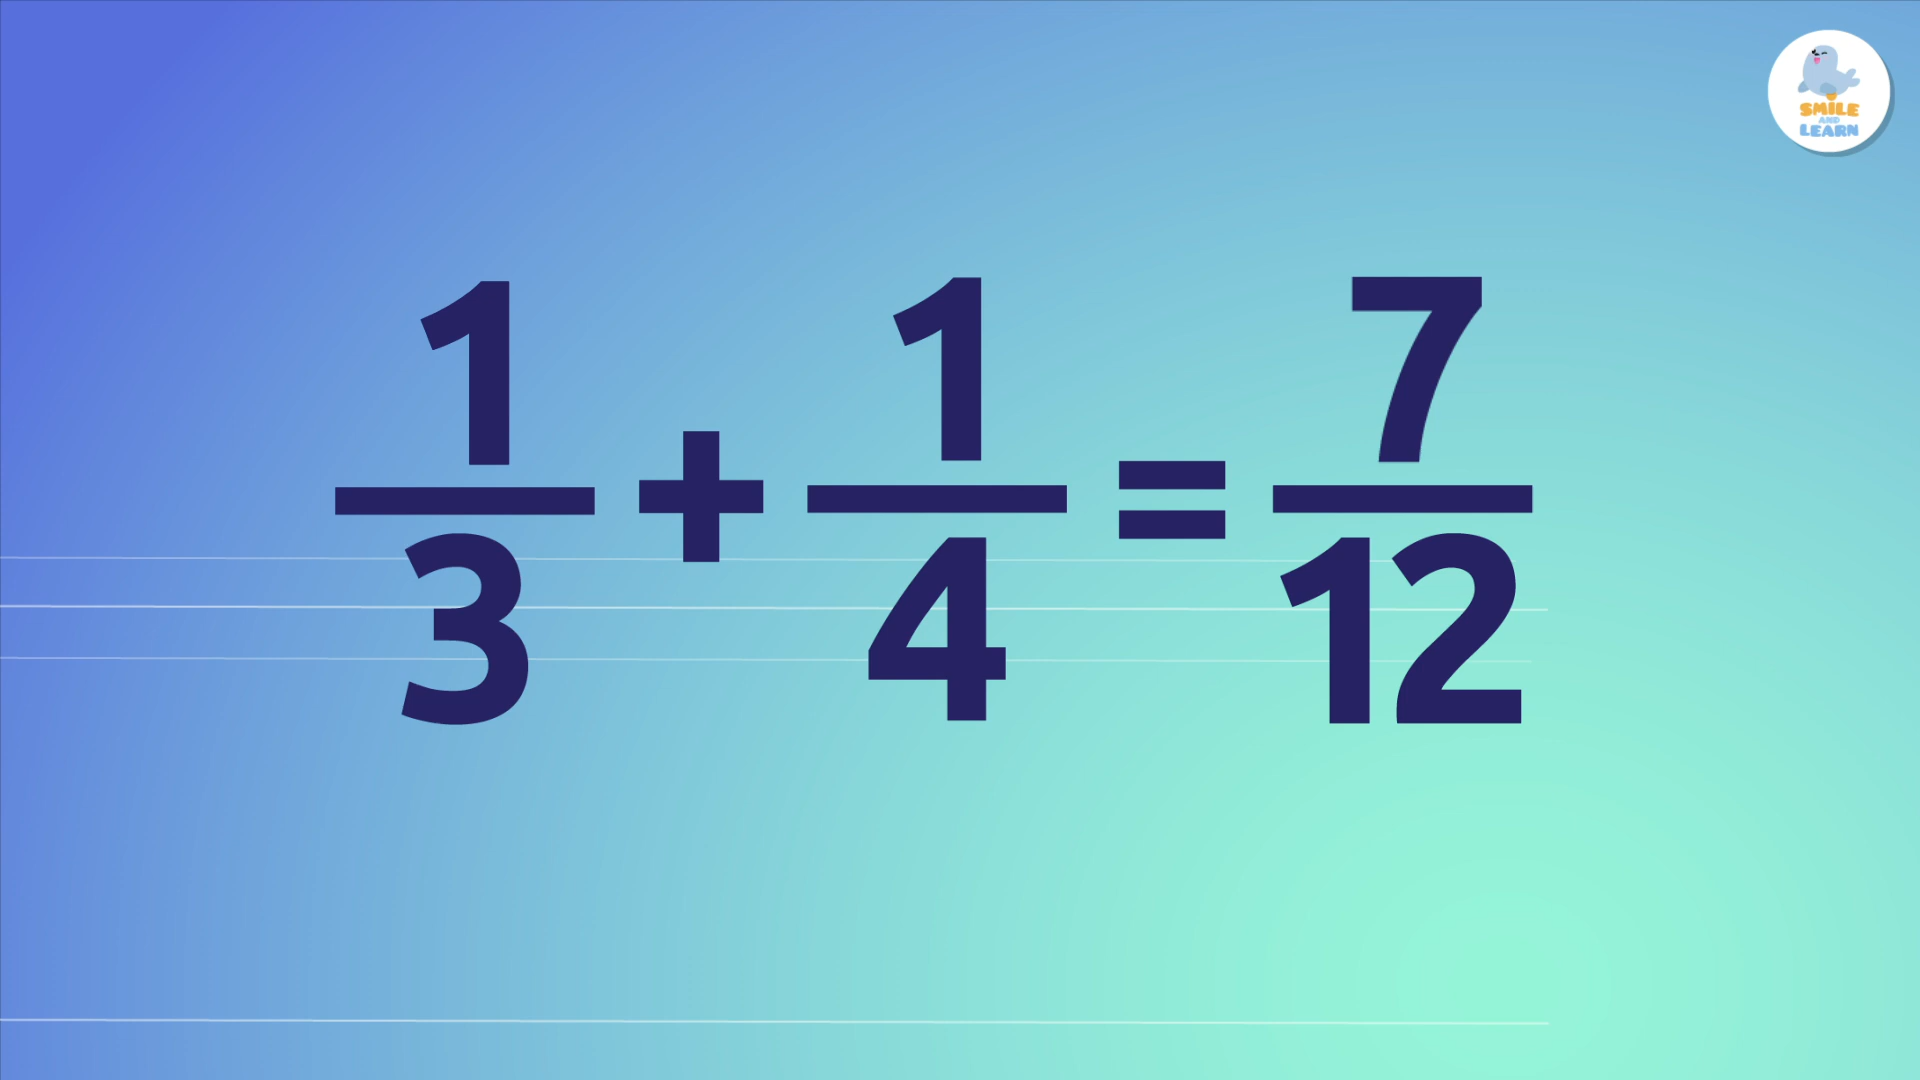 1/3 + 1/4 = 7/12
SMILE
AND
LEARN